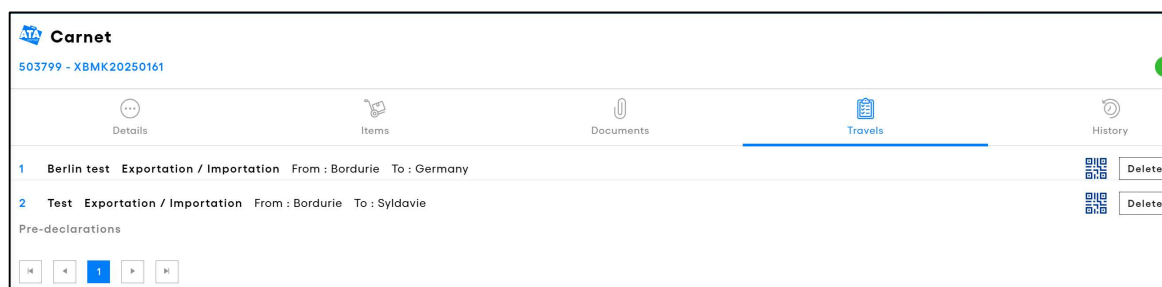 ATA Carnet
503799 - XBMK20250161
Details Items Documents Travels History
1 Berlin test Exportation / Importation From : Bordurie To : Germany Delete
2 Test Exportation / Importation From : Bordurie To : Syldavie Delete
Pre-declarations
1